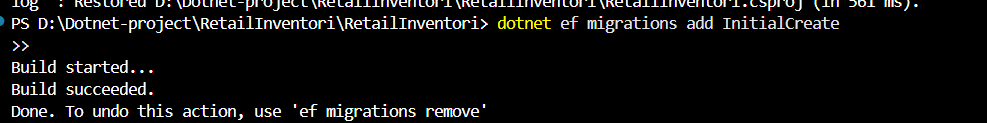 log  : Restored D:\Dotnet-project\RetailInventori\RetailInventori\RetailInventori.csproj (in 561 ms).
PS D:\Dotnet-project\RetailInventori\RetailInventori> dotnet ef migrations add InitialCreate
>>
Build started...
Build succeeded.
Done. To undo this action, use 'ef migrations remove'